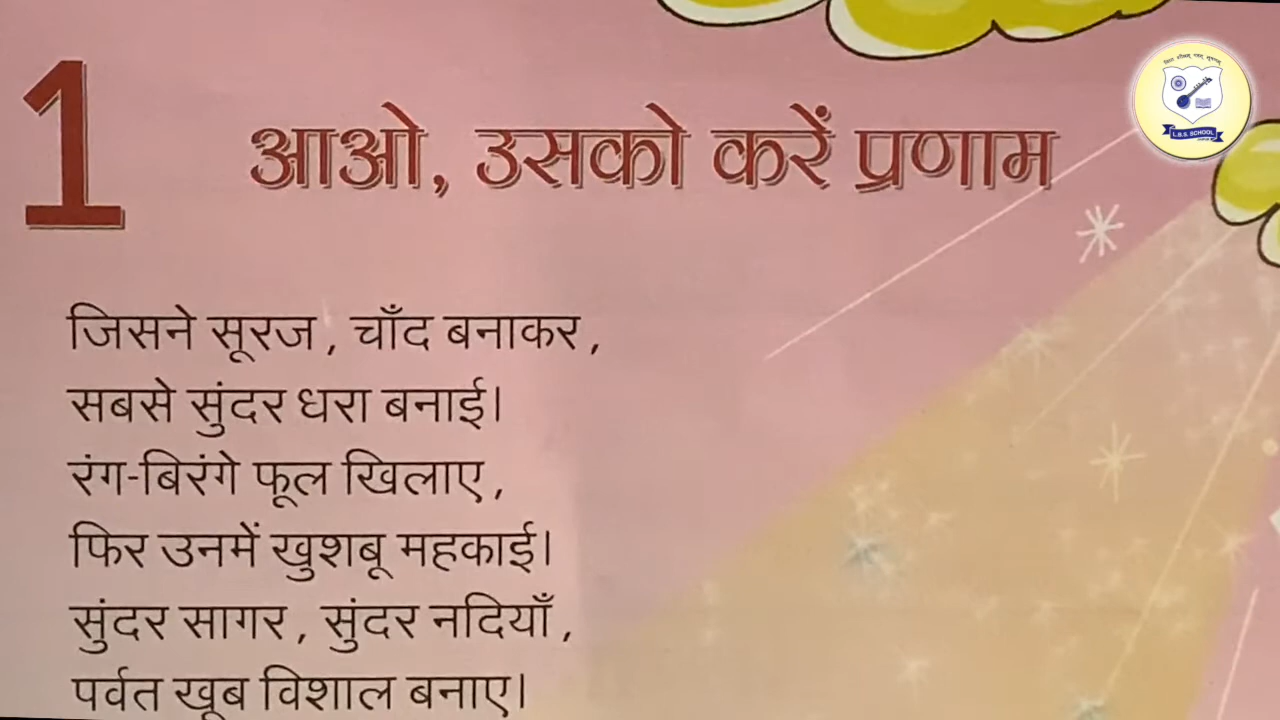 1
आओ, उसको करें प्रणाम
जिसने सूरज, चाँद बनाकर,
सबसे सुंदर धरा बनाई।
रंग-बिरंगे फूल खिलाए,
फिर उनमें खुशबू महकाई।
सुंदर सागर, सुंदर नदियाँ,
पर्वत खूब विशाल बनाए।
L.B.S. SCHOOL